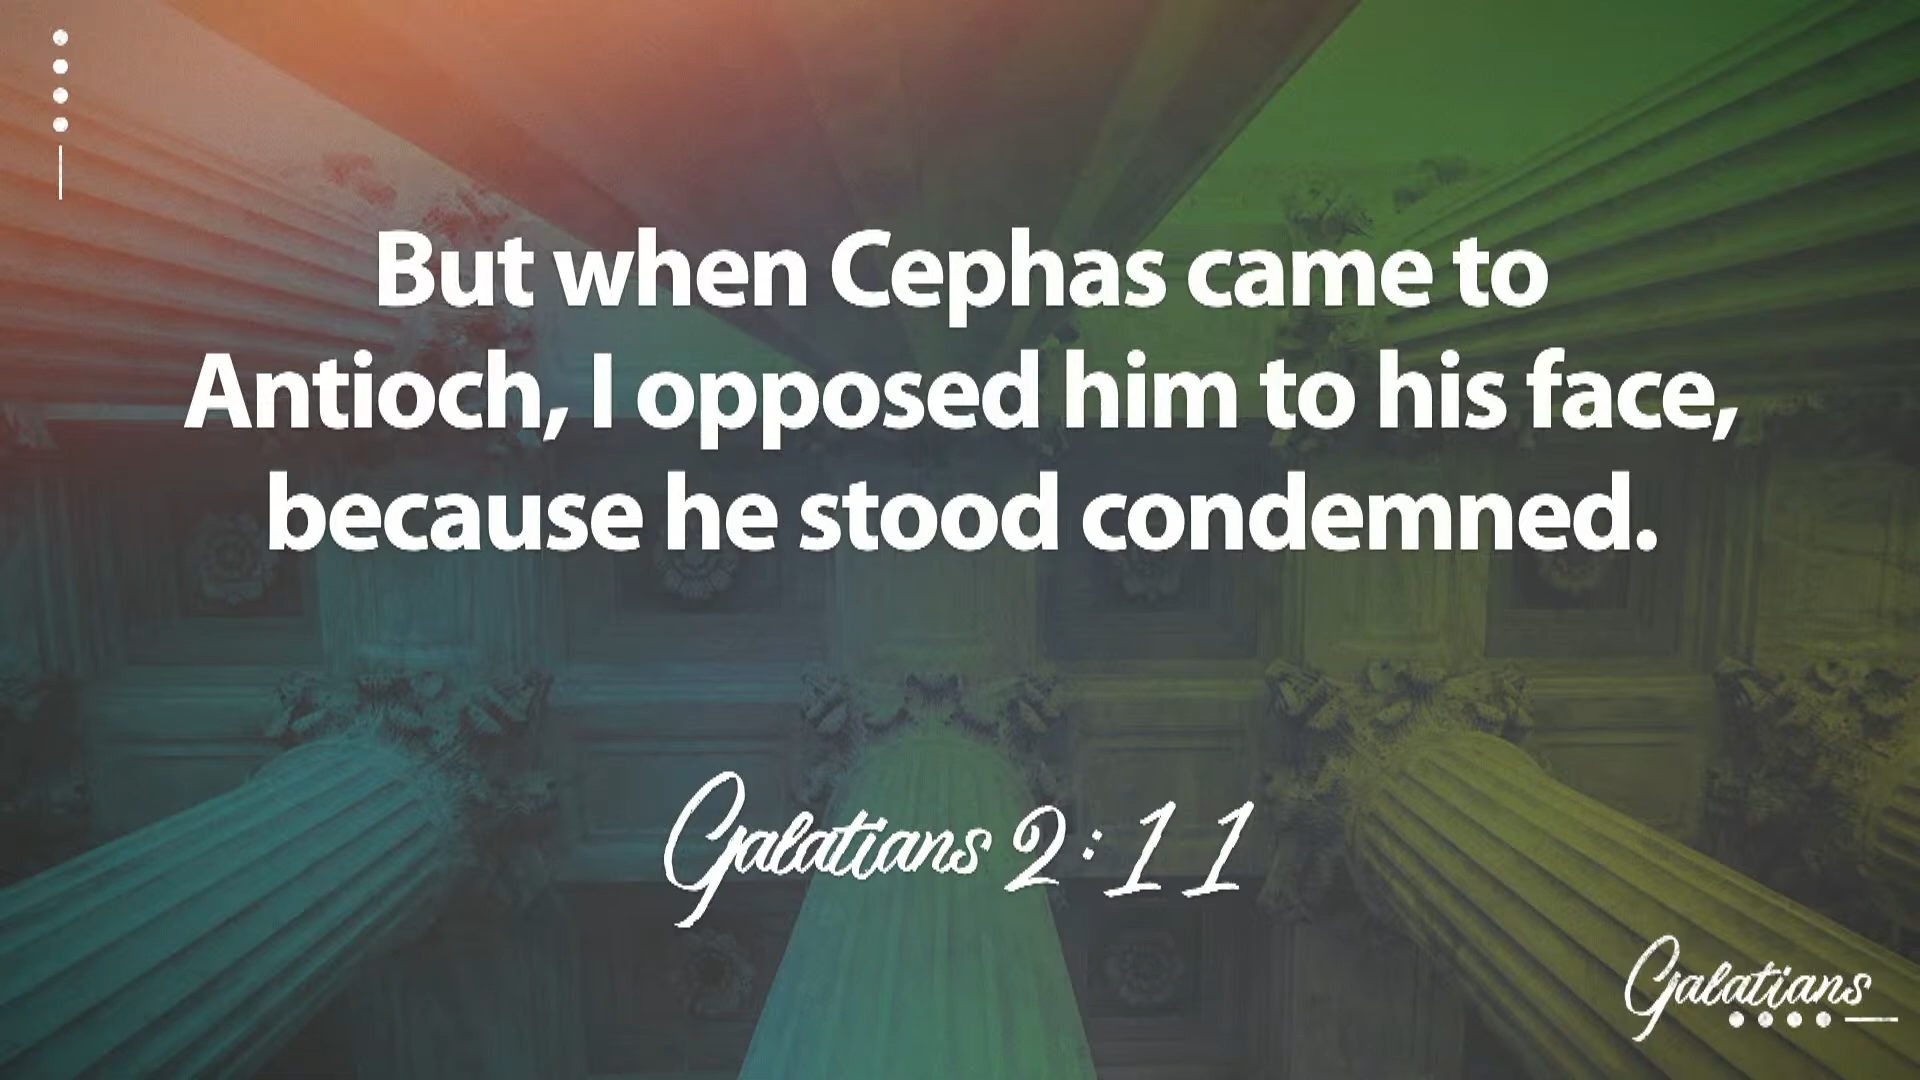 But when Cephas came to
Antioch, I opposed him to his face,
because he stood condemned.
Galatians 2:11
Galatians